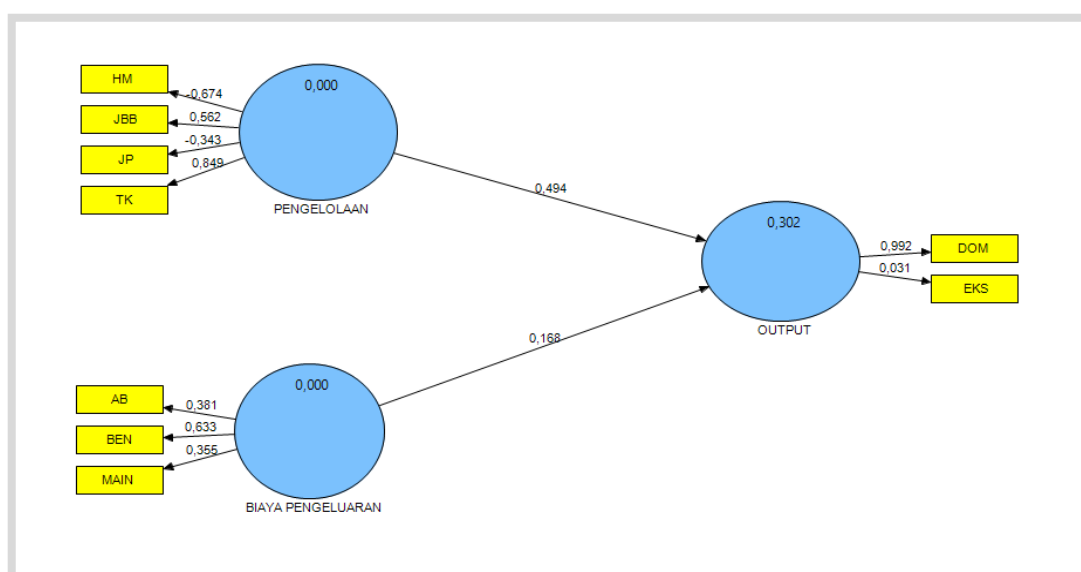 HM
JBB
JP
TK
-0,674
0,562
-0,343
0,849
0,000
PENGELOLAAN
0,494
0,302
OUTPUT
0,992
0,031
DOM
EKS
0,168
AB
BEN
MAIN
0,381
0,633
0,355
0,000
BIAYA PENGELUARAN